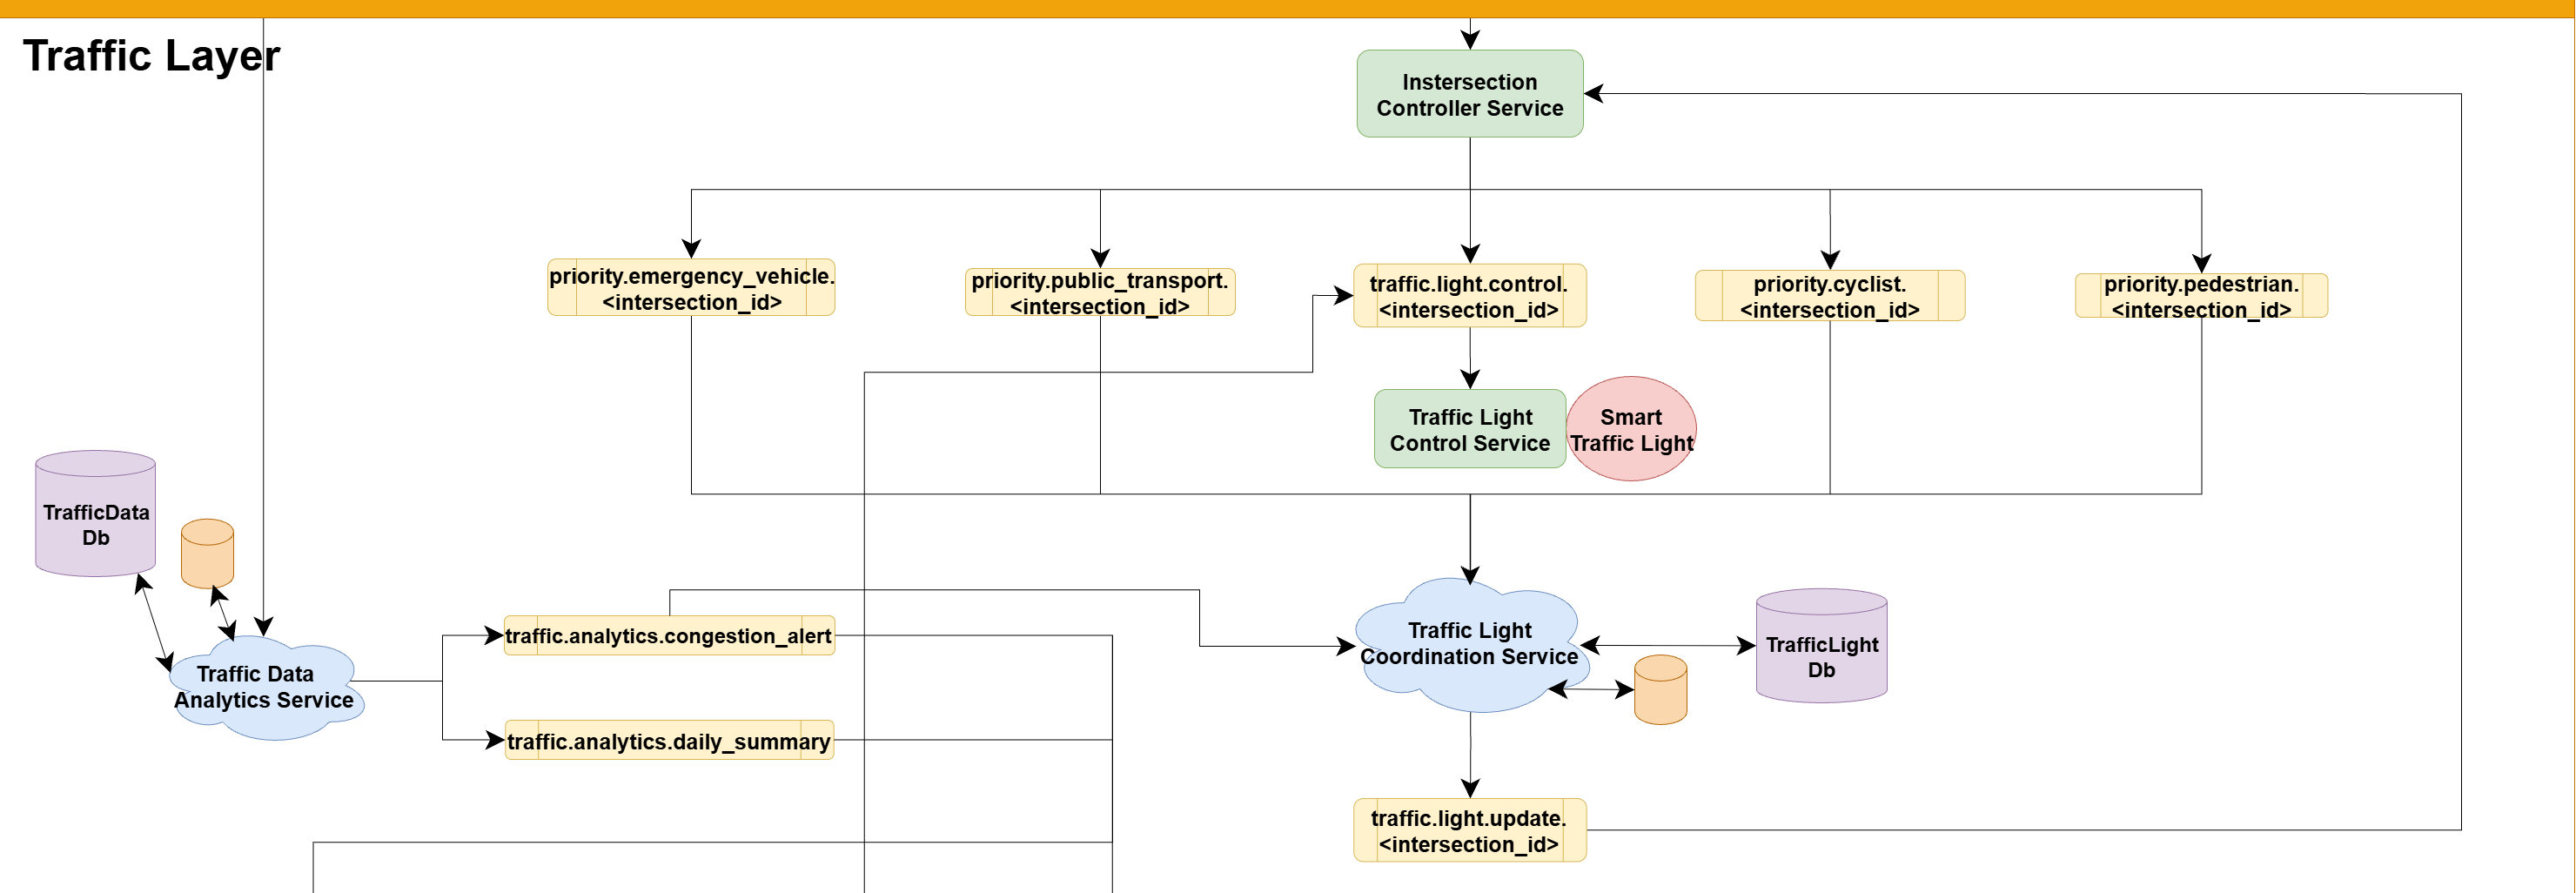 Traffic Layer
Instersection
Controller Service
priority.emergency_vehicle.
<intersection_id>
priority.public_transport.
<intersection_id>
traffic.light.control.
<intersection_id>
priority.cyclist.
<intersection_id>
priority.pedestrian.
<intersection_id>
Traffic Light
Control Service
Smart
Traffic Light
TrafficData
Db
traffic.analytics.congestion_alert
Traffic Data
Analytics Service
traffic.analytics.daily_summary
Traffic Light
Coordination Service
TrafficLight
Db
traffic.light.update.
<intersection_id>